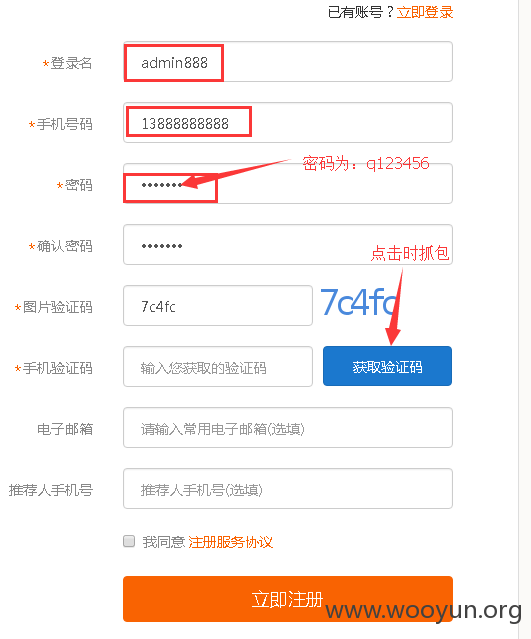 已有账号？立即登录
*登录名 admin888
*手机号码 13888888888
密码为：q123456
*密码 •••••••
*确认密码 •••••••
点击时抓包
*图片验证码 7c4fc 7c4fc
*手机验证码 输入您获取的验证码 获取验证码
电子邮箱 请输入常用电子邮箱(选填)
推荐人手机号 推荐人手机号(选填)
我同意 注册服务协议
立即注册
www.wooyun.org